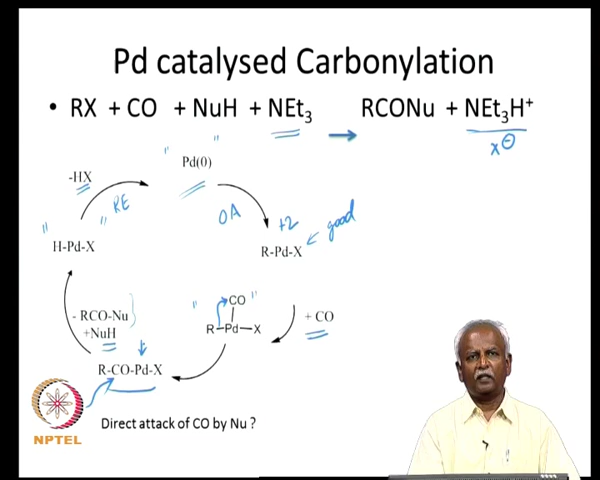 Pd catalysed Carbonylation
• RX + CO + NuH + NEt₃ → RCONu + NEt₃H⁺
X⊖
" "
Pd(0)
-HX
" RE
OA
+2
good
"
H-Pd-X
R-Pd-X
" CO "
R-Pd-X
+ CO
- RCO-Nu
+NuH
R-CO-Pd-X
NPTEL
Direct attack of CO by Nu ?